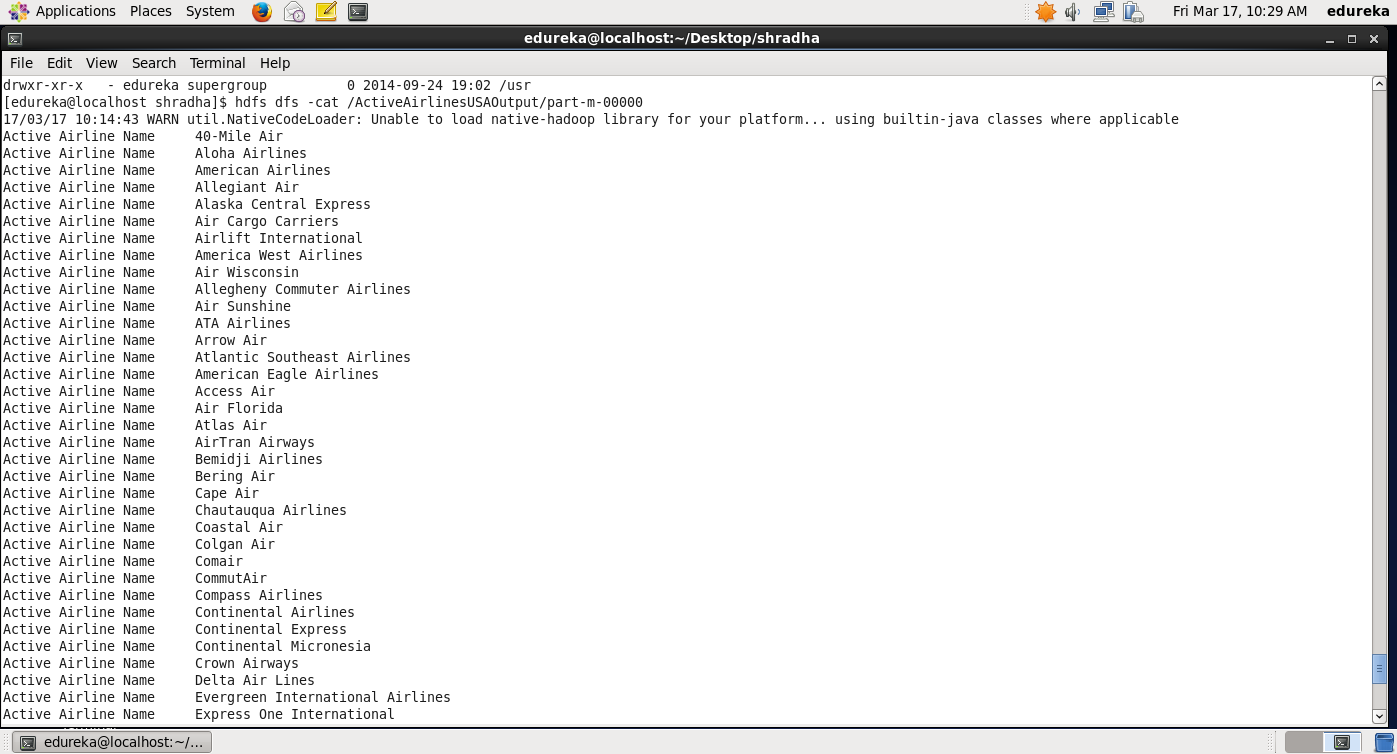 Applications Places System Fri Mar 17, 10:29 AM edureka
edureka@localhost:~/Desktop/shradha
File Edit View Search Terminal Help
drwxr-xr-x   - edureka supergroup          0 2014-09-24 19:02 /usr
[edureka@localhost shradha]$ hdfs dfs -cat /ActiveAirlinesUSAOutput/part-m-00000
17/03/17 10:14:43 WARN util.NativeCodeLoader: Unable to load native-hadoop library for your platform... using builtin-java classes where applicable
Active Airline Name     40-Mile Air
Active Airline Name     Aloha Airlines
Active Airline Name     American Airlines
Active Airline Name     Allegiant Air
Active Airline Name     Alaska Central Express
Active Airline Name     Air Cargo Carriers
Active Airline Name     Airlift International
Active Airline Name     America West Airlines
Active Airline Name     Air Wisconsin
Active Airline Name     Allegheny Commuter Airlines
Active Airline Name     Air Sunshine
Active Airline Name     ATA Airlines
Active Airline Name     Arrow Air
Active Airline Name     Atlantic Southeast Airlines
Active Airline Name     American Eagle Airlines
Active Airline Name     Access Air
Active Airline Name     Air Florida
Active Airline Name     Atlas Air
Active Airline Name     AirTran Airways
Active Airline Name     Bemidji Airlines
Active Airline Name     Bering Air
Active Airline Name     Cape Air
Active Airline Name     Chautauqua Airlines
Active Airline Name     Coastal Air
Active Airline Name     Colgan Air
Active Airline Name     Comair
Active Airline Name     CommutAir
Active Airline Name     Compass Airlines
Active Airline Name     Continental Airlines
Active Airline Name     Continental Express
Active Airline Name     Continental Micronesia
Active Airline Name     Crown Airways
Active Airline Name     Delta Air Lines
Active Airline Name     Evergreen International Airlines
Active Airline Name     Express One International
edureka@localhost:~/...